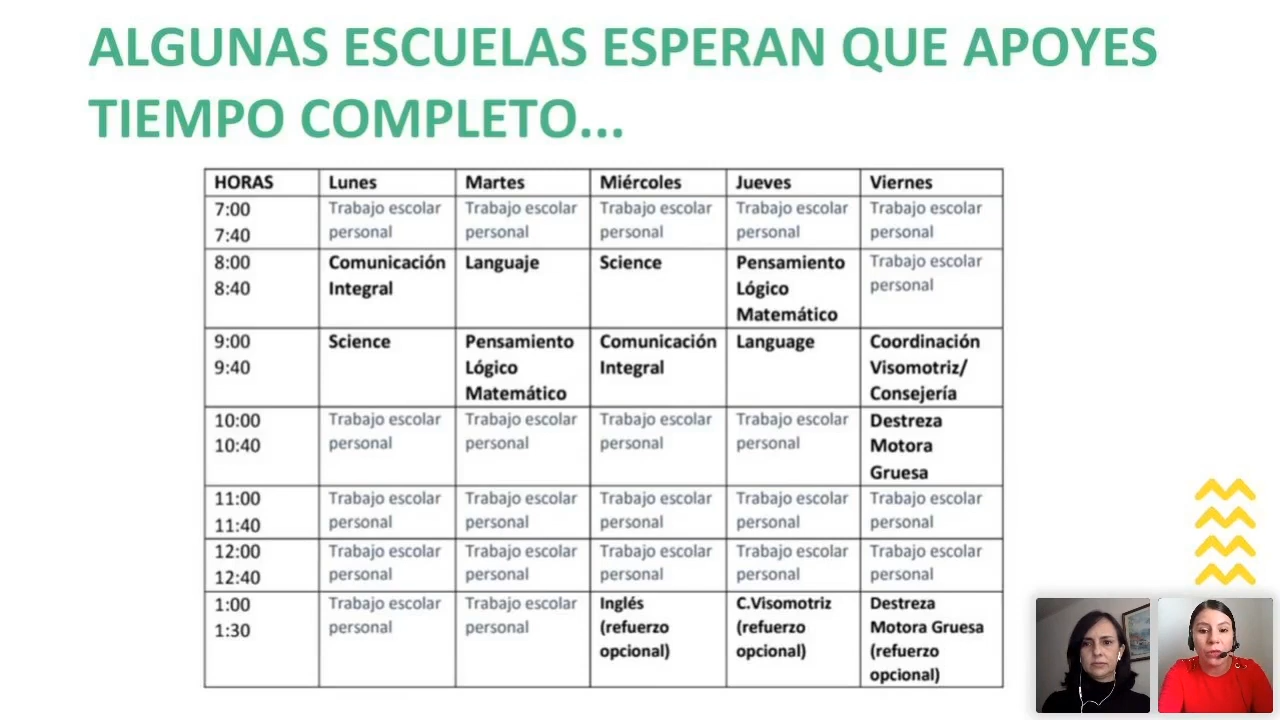 ALGUNAS ESCUELAS ESPERAN QUE APOYES
TIEMPO COMPLETO...
HORAS Lunes Martes Miércoles Jueves Viernes
7:00 Trabajo escolar Trabajo escolar Trabajo escolar Trabajo escolar Trabajo escolar
7:40 personal personal personal personal personal
8:00 Comunicación Languaje Science Pensamiento Trabajo escolar
8:40 Integral Lógico personal
Matemático
9:00 Science Pensamiento Comunicación Language Coordinación
9:40 Lógico Integral Visomotriz/
Matemático Consejería
10:00 Trabajo escolar Trabajo escolar Trabajo escolar Trabajo escolar Destreza
10:40 personal personal personal personal Motora
Gruesa
11:00 Trabajo escolar Trabajo escolar Trabajo escolar Trabajo escolar Trabajo escolar
11:40 personal personal personal personal personal
12:00 Trabajo escolar Trabajo escolar Trabajo escolar Trabajo escolar Trabajo escolar
12:40 personal personal personal personal personal
1:00 Trabajo escolar Trabajo escolar Inglés C.Visomotriz Destreza
1:30 personal personal (refuerzo (refuerzo Motora Gruesa
opcional) opcional) (refuerzo
opcional)